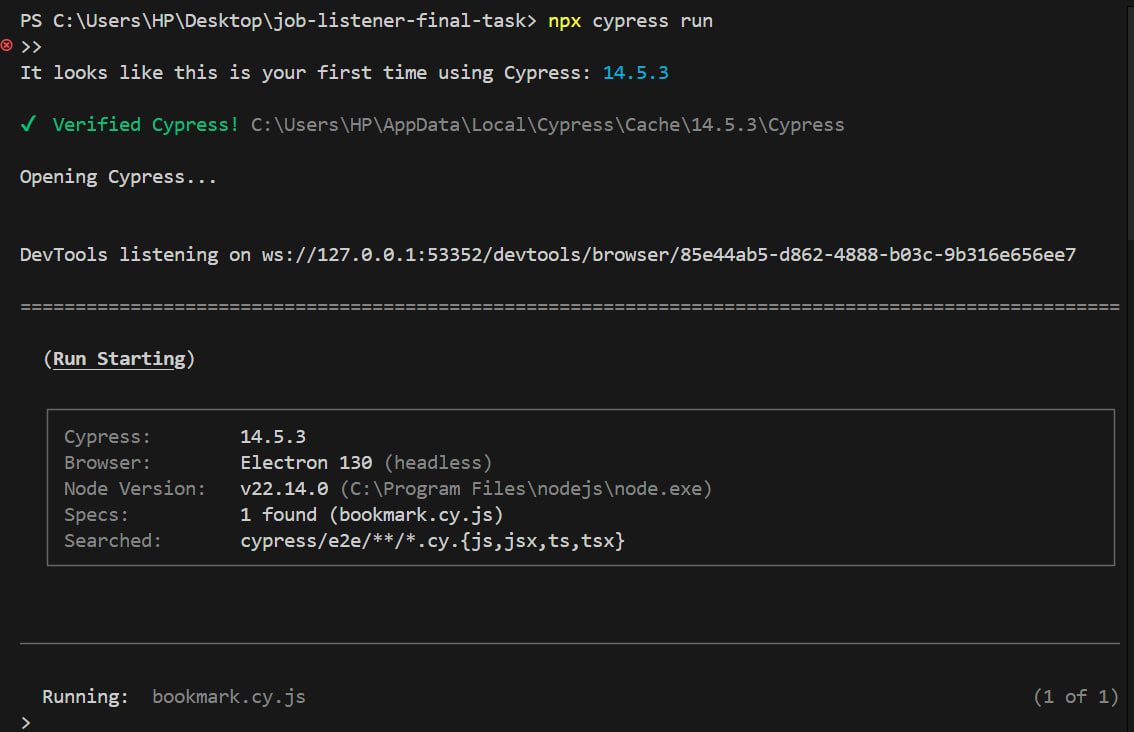 PS C:\Users\HP\Desktop\job-listener-final-task> npx cypress run
>>
It looks like this is your first time using Cypress: 14.5.3
✓ Verified Cypress! C:\Users\HP\AppData\Local\Cypress\Cache\14.5.3\Cypress
Opening Cypress...
DevTools listening on ws://127.0.0.1:53352/devtools/browser/85e44ab5-d862-4888-b03c-9b316e656ee7
====================================================================================================
(Run Starting)
Cypress: 14.5.3
Browser: Electron 130 (headless)
Node Version: v22.14.0 (C:\Program Files\nodejs\node.exe)
Specs: 1 found (bookmark.cy.js)
Searched: cypress/e2e/**/*.cy.{js,jsx,ts,tsx}
Running: bookmark.cy.js (1 of 1)
>